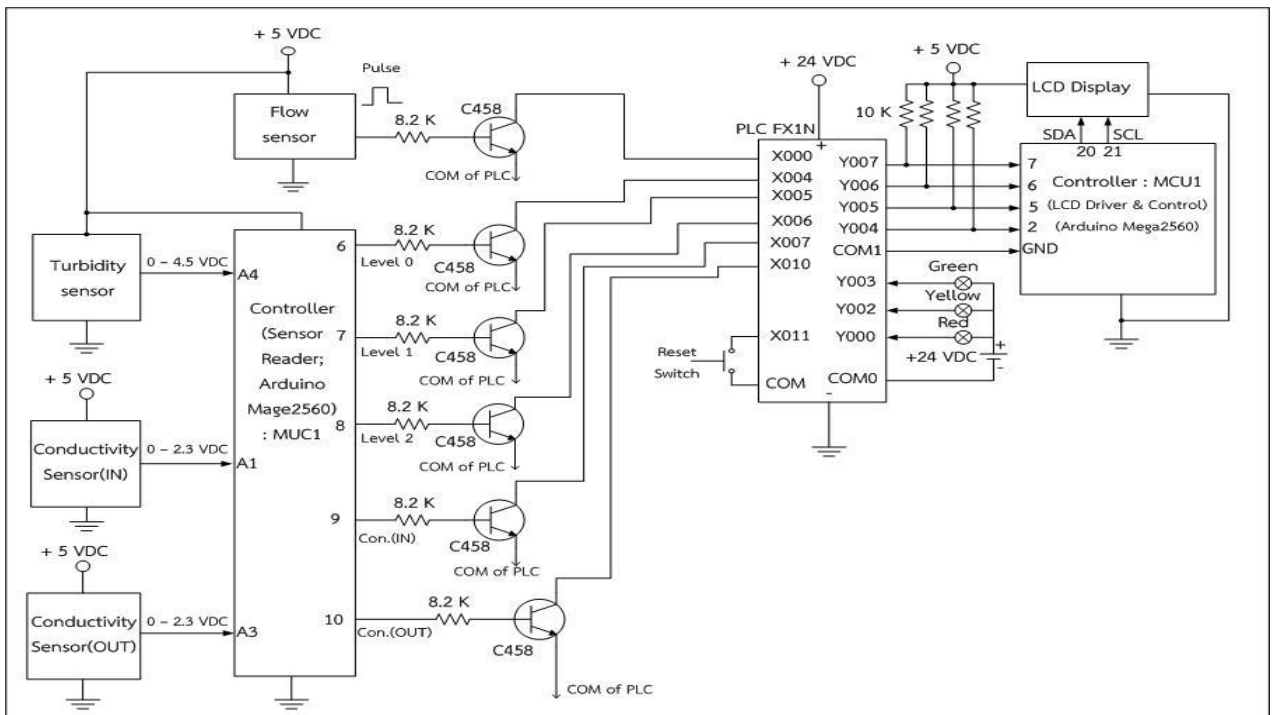 + 5 VDC
Pulse
Flow
sensor
8.2 K
C458
COM of PLC
Turbidity
sensor
0 – 4.5 VDC
A4
+ 5 VDC
Conductivity
Sensor(IN)
0 – 2.3 VDC
A1
+ 5 VDC
Conductivity
Sensor(OUT)
0 – 2.3 VDC
A3
Controller
(Sensor
Reader;
Arduino
Mage2560)
: MUC1
6
8.2 K
Level 0
C458
COM of PLC
7
8.2 K
Level 1
C458
COM of PLC
8
8.2 K
Level 2
C458
COM of PLC
9
8.2 K
Con.(IN)
C458
COM of PLC
10
8.2 K
Con.(OUT)
C458
COM of PLC
+ 24 VDC
PLC FX1N
+
X000
X004
X005
X006
X007
X010
X011
COM
Reset
Switch
Y007
Y006
Y005
Y004
COM1
Y003
Y002
Y000
COM0
-
Green
Yellow
Red
+24 VDC
+
-
+ 5 VDC
10 K
LCD Display
SDA
SCL
20 21
7
6
5
2
GND
Controller : MCU1
(LCD Driver & Control)
(Arduino Mega2560)